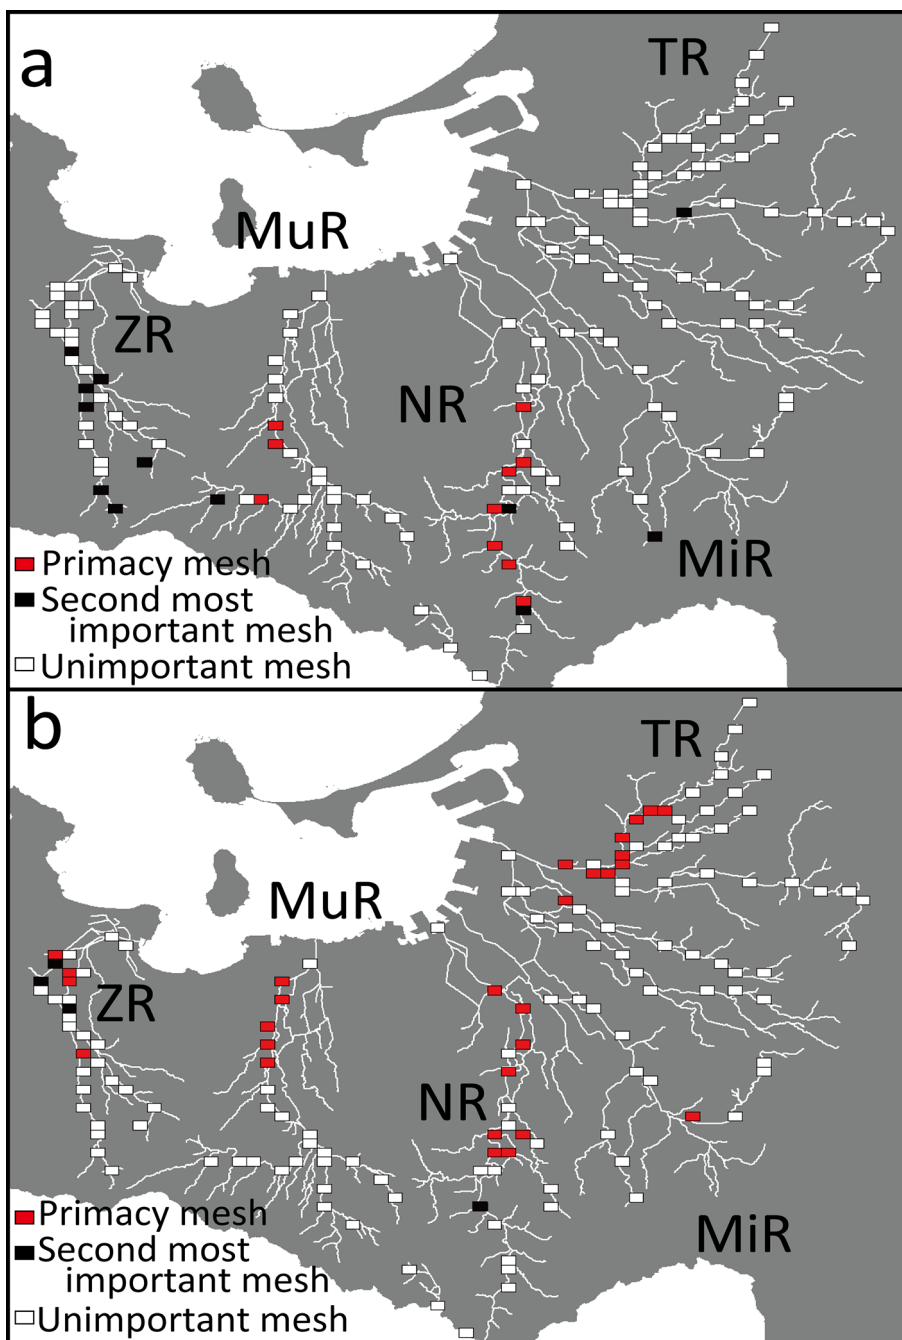 a
TR
MuR
ZR
NR
MiR
Primacy mesh
Second most
important mesh
Unimportant mesh
b
TR
MuR
ZR
NR
MiR
Primacy mesh
Second most
important mesh
Unimportant mesh